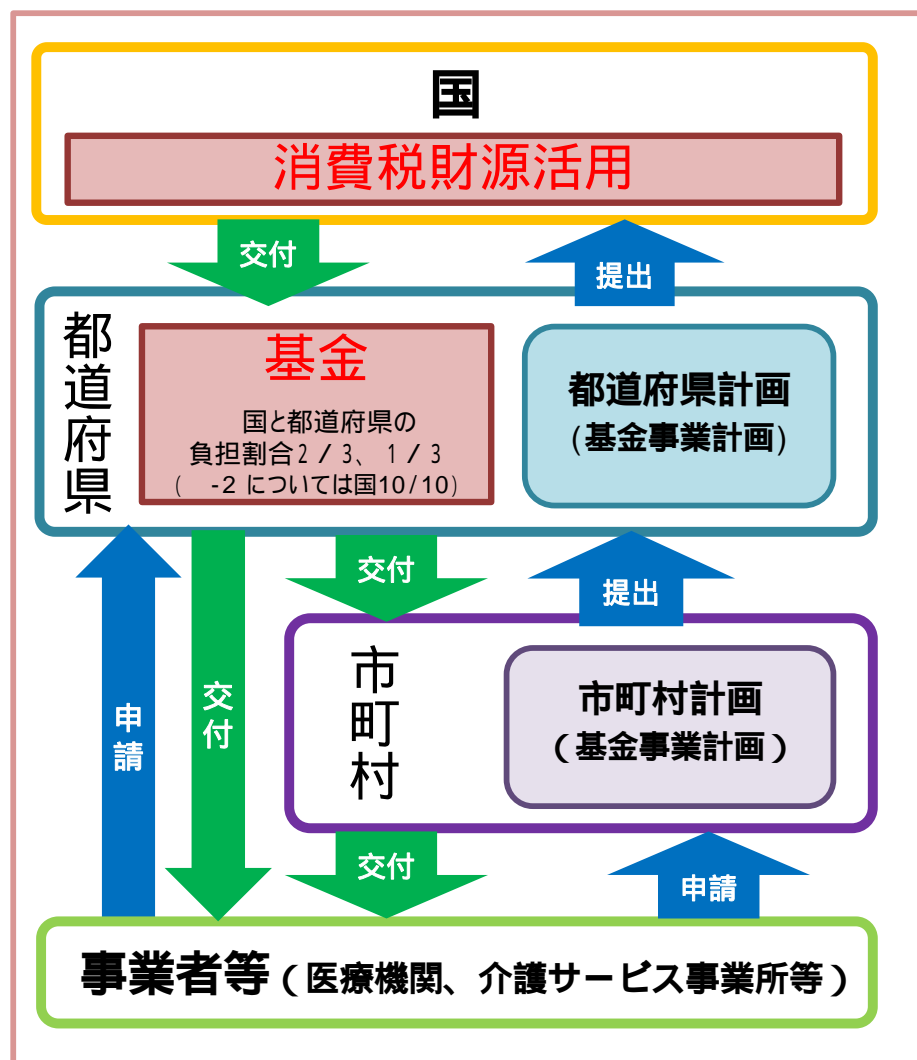 国
消費税財源活用
交付
提出
都道府県
基金
国と都道府県の
負担割合2/3、1/3
( -2 については国10/10)
都道府県計画
(基金事業計画)
申請
交付
交付
提出
市町村
市町村計画
(基金事業計画)
交付
申請
事業者等(医療機関、介護サービス事業所等)